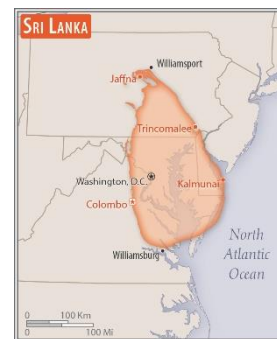 SRI LANKA
Williamsport
Jaffna
Trincomalee
Washington, D.C.
Kalmunai
Colombo
North
Atlantic
Ocean
Williamsburg
0 100 Km
0 100 Mi